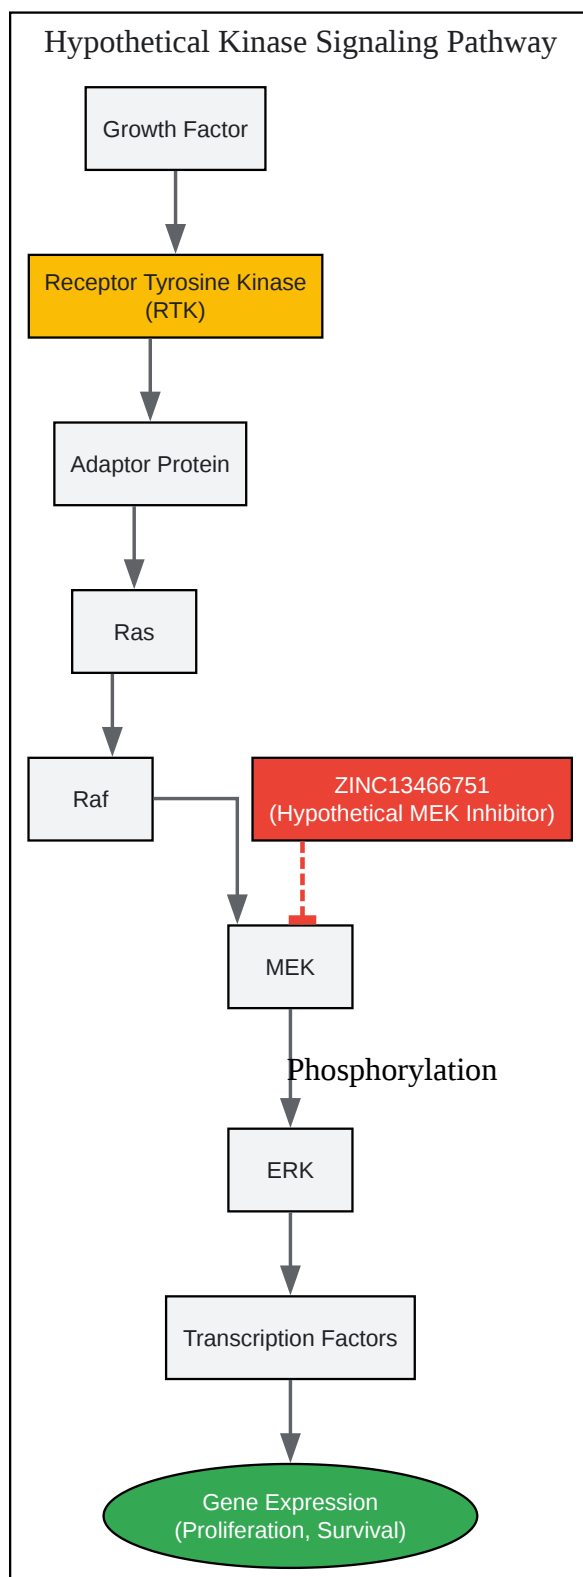 Hypothetical Kinase Signaling Pathway
Growth Factor
Receptor Tyrosine Kinase
(RTK)
Adaptor Protein
Ras
Raf
ZINC13466751
(Hypothetical MEK Inhibitor)
MEK
Phosphorylation
ERK
Transcription Factors
Gene Expression
(Proliferation, Survival)